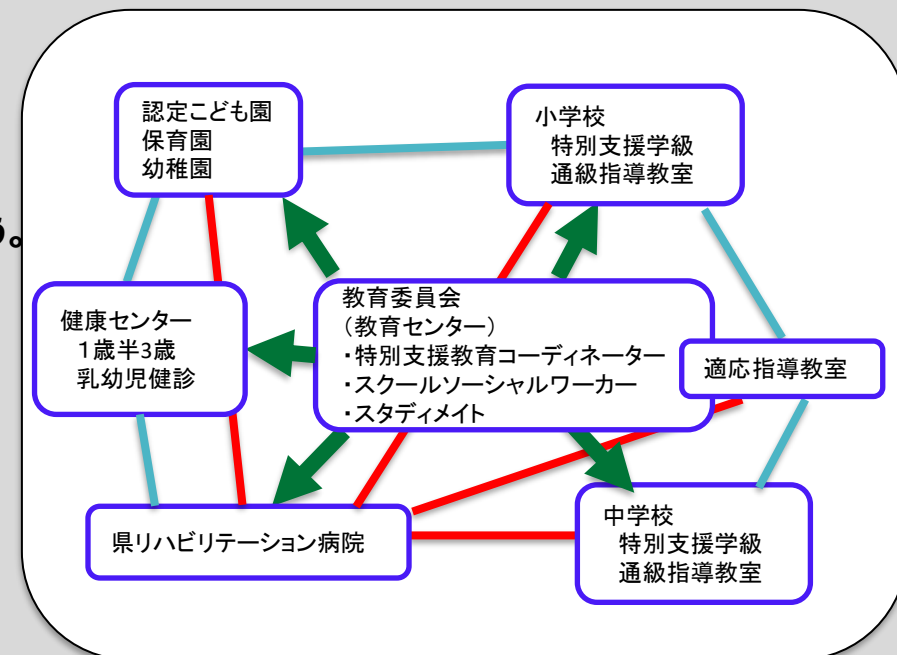 認定こども園
保育園
幼稚園
小学校
特別支援学級
通級指導教室
う。
教育委員会
（教育センター）
・特別支援教育コーディネーター
・スクールソーシャルワーカー
・スタディメイト
健康センター
1歳半3歳
乳幼児健診
適応指導教室
県リハビリテーション病院
中学校
特別支援学級
通級指導教室